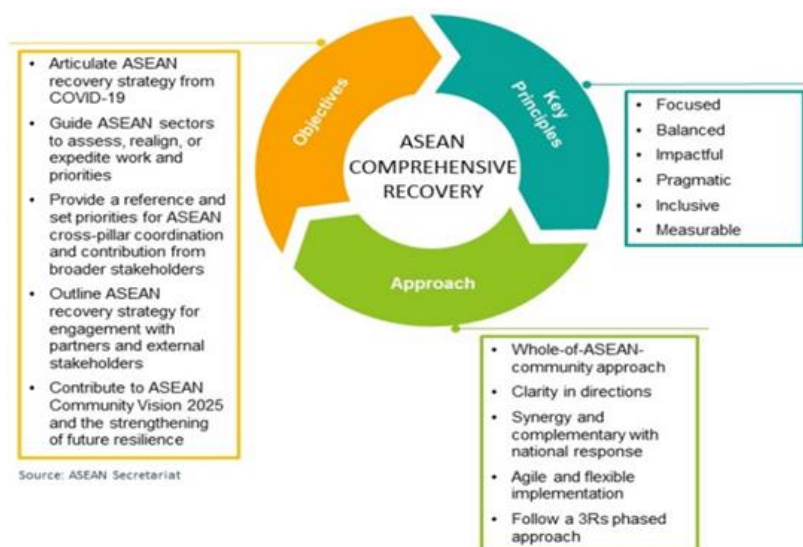 • Articulate ASEAN
recovery strategy from
COVID-19
• Guide ASEAN sectors
to assess, realign, or
expedite work and
priorities
• Provide a reference and
set priorities for ASEAN
cross-pillar coordination
and contribution from
broader stakeholders
• Outline ASEAN
recovery strategy for
engagement with
partners and external
stakeholders
• Contribute to ASEAN
Community Vision 2025
and the strengthening
of future resilience
Source: ASEAN Secretariat
Objectives
Key
Principles
ASEAN
COMPREHENSIVE
RECOVERY
Approach
• Focused
• Balanced
• Impactful
• Pragmatic
• Inclusive
• Measurable
• Whole-of-ASEAN-
community approach
• Clarity in directions
• Synergy and
complementary with
national response
• Agile and flexible
implementation
• Follow a 3Rs phased
approach